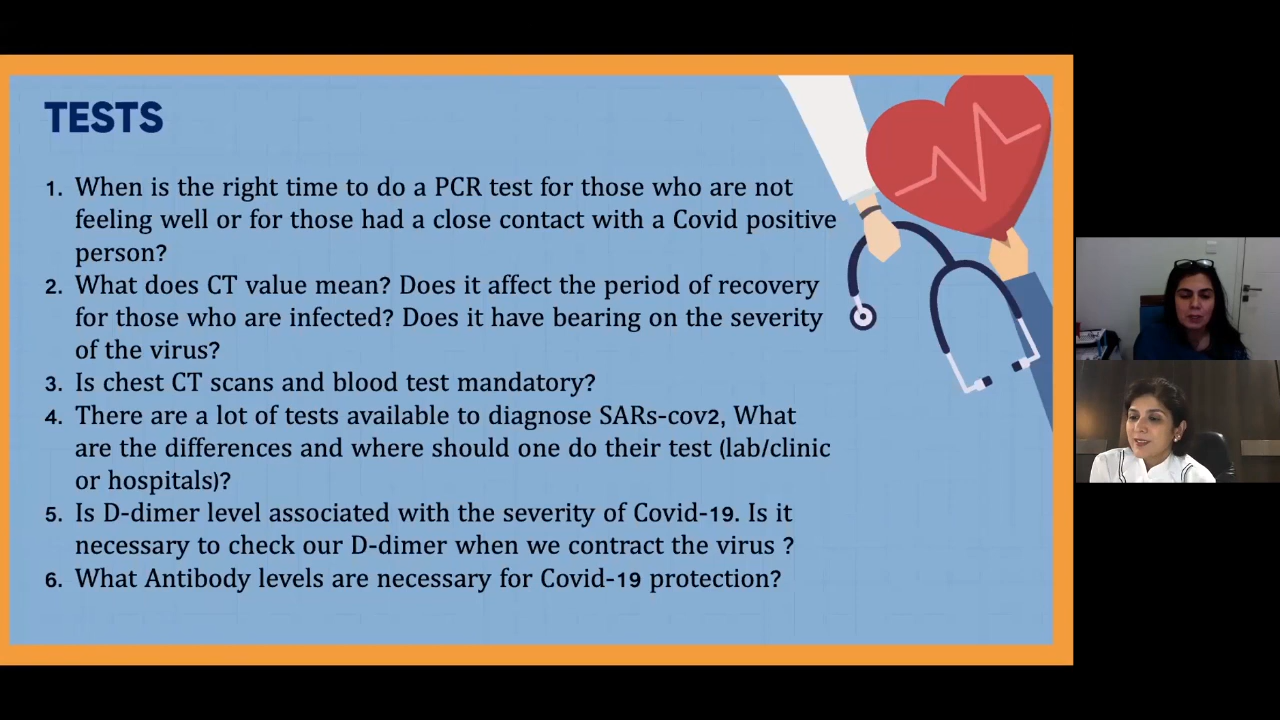 TESTS
1. When is the right time to do a PCR test for those who are not
feeling well or for those had a close contact with a Covid positive
person?
2. What does CT value mean? Does it affect the period of recovery
for those who are infected? Does it have bearing on the severity
of the virus?
3. Is chest CT scans and blood test mandatory?
4. There are a lot of tests available to diagnose SARs-cov2, What
are the differences and where should one do their test (lab/clinic
or hospitals)?
5. Is D-dimer level associated with the severity of Covid-19. Is it
necessary to check our D-dimer when we contract the virus ?
6. What Antibody levels are necessary for Covid-19 protection?